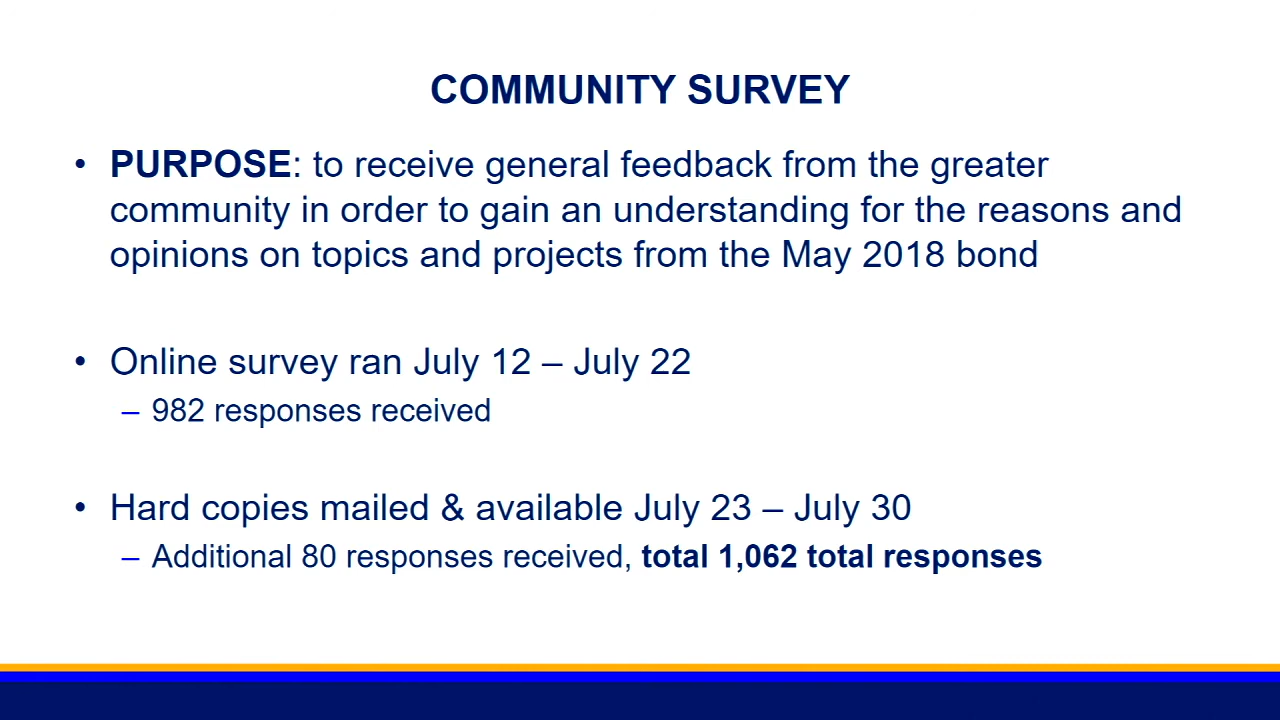 COMMUNITY SURVEY
• PURPOSE: to receive general feedback from the greater
community in order to gain an understanding for the reasons and
opinions on topics and projects from the May 2018 bond
• Online survey ran July 12 – July 22
– 982 responses received
• Hard copies mailed & available July 23 – July 30
– Additional 80 responses received, total 1,062 total responses